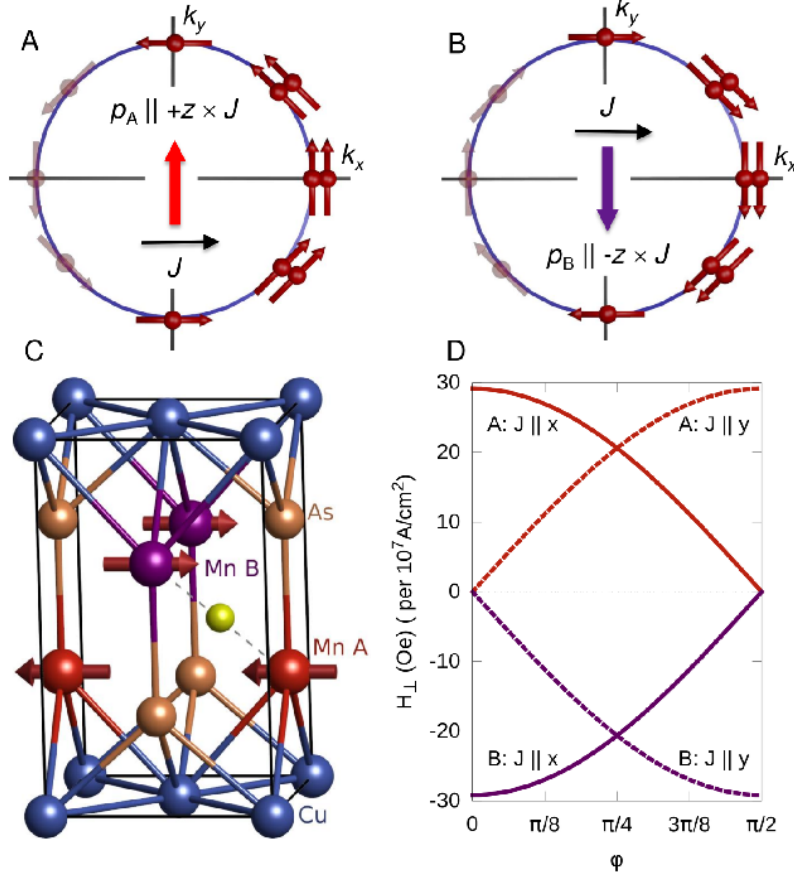 A
k_y
p_A || +z × J
k_x
J
B
k_y
J
k_x
p_B || -z × J
C
As
Mn B
Mn A
Cu
D
H_⊥ (Oe) ( per 10^7A/cm^2)
30
20
10
0
-10
-20
-30
A: J || x
A: J || y
B: J || x
B: J || y
0
π/8
π/4
3π/8
π/2
φ